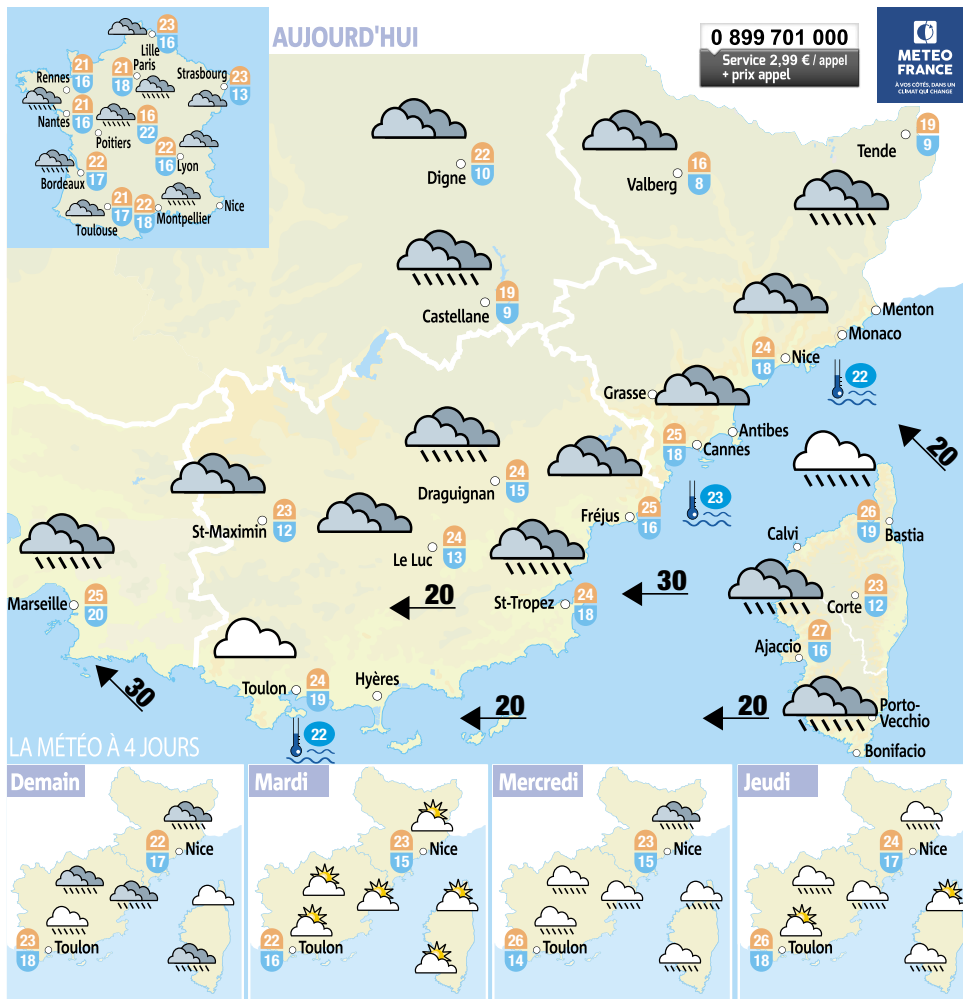 AUJOURD'HUI
0 899 701 000
Service 2,99 € / appel
+ prix appel
METEO
FRANCE
À VOS CÔTÉS, DANS UN
CLIMAT QUI CHANGE
23
16
Lille
21
16
Rennes
Paris
21
18
Strasbourg
23
13
21
16
Nantes
16
22
Poitiers
22
16
Lyon
22
17
Bordeaux
21
17
Toulouse
22
18
Montpellier
Nice
22
10
Digne
16
8
Valberg
19
9
Tende
19
9
Castellane
Menton
Monaco
24
18
Nice
22
Grasse
Antibes
25
18
Cannes
20
24
15
Draguignan
23
23
12
St-Maximin
25
16
Fréjus
26
19
Bastia
Calvi
24
13
Le Luc
25
20
Marseille
20
24
18
St-Tropez
30
23
12
Corte
27
16
Ajaccio
30
24
19
Toulon
Hyères
20
20
Porto-
Vecchio
22
Bonifacio
LA MÉTÉO À 4 JOURS
Demain
22
17
Nice
23
18
Toulon
Mardi
23
15
Nice
22
16
Toulon
Mercredi
23
15
Nice
26
14
Toulon
Jeudi
24
17
Nice
26
18
Toulon